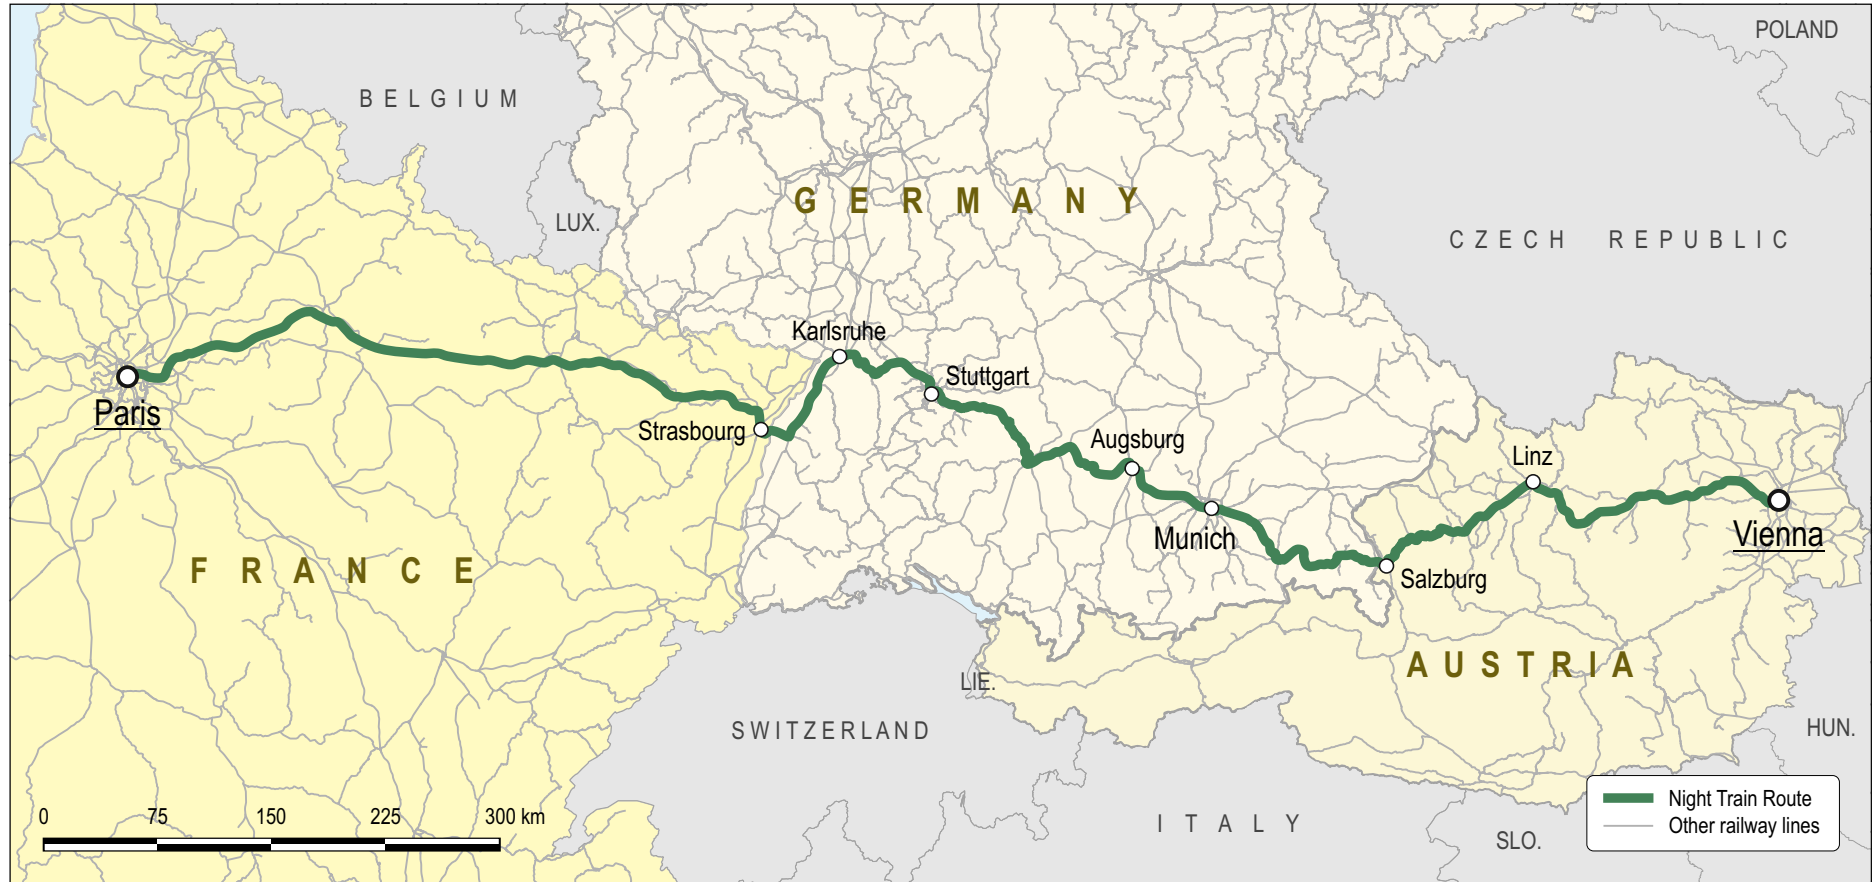 POLAND
BELGIUM
GERMANY
LUX.
CZECH REPUBLIC
Karlsruhe
Stuttgart
Paris
Strasbourg
Augsburg
Linz
Munich
Vienna
FRANCE
Salzburg
AUSTRIA
LIE.
SWITZERLAND
HUN.
ITALY
SLO.
0 75 150 225 300 km
Night Train Route
Other railway lines